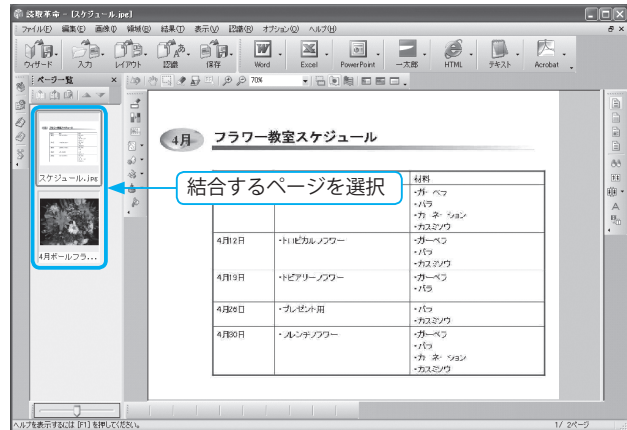 読取革命 - [スケジュール.jpg]
ファイル(F) 編集(E) 画像(I) 領域(B) 結果(T) 表示(V) 認識(R) オプション(O) ヘルプ(H)
ウィザード 入力 レイアウト 認識 保存 Word Excel PowerPoint 一太郎 HTML テキスト Acrobat
ページ一覧
70%
4月 フラワー教室スケジュール
スケジュール.jpg
結合するページを選択
材料
・ガーベラ
・バラ
・カーネーション
・カスミソウ
4月12日 ・トロピカルフラワー ・ガーベラ
・バラ
・カスミソウ
4月ボールフラ...
4月19日 ・トピアリーフラワー ・ガーベラ
・バラ
4月26日 ・プレゼント用 ・バラ
・カスミソウ
4月30日 ・フレンチフラワー ・ガーベラ
・バラ
・カーネーション
・カスミソウ
ヘルプを表示するには [F1] を押してください。 1/ 2ページ